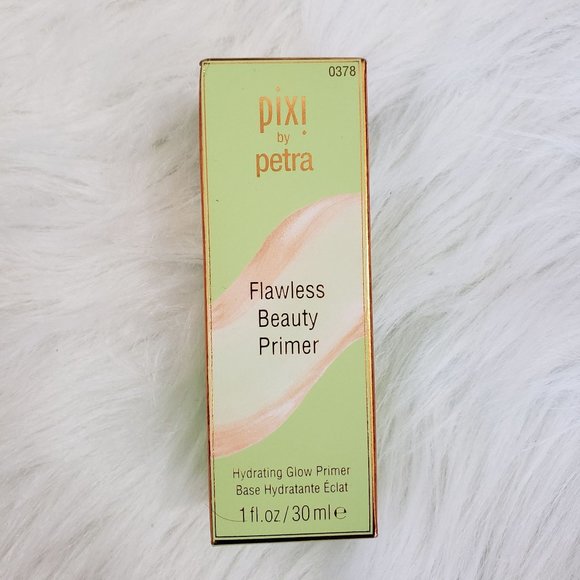 0378
pixi
by
petra
Flawless
Beauty
Primer
Hydrating Glow Primer
Base Hydratante Éclat
1 fl.oz/30 ml e